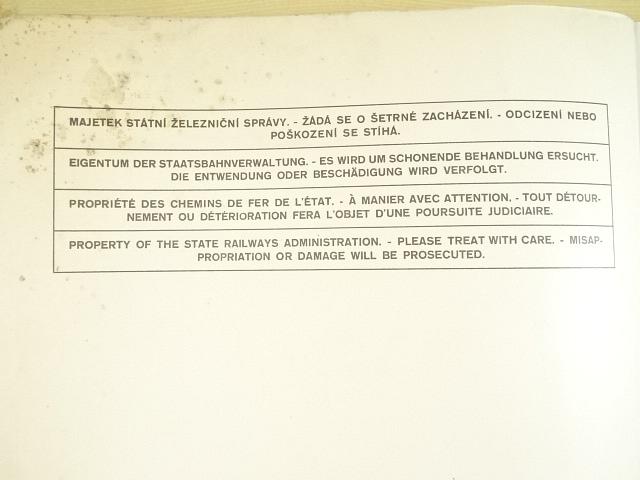 MAJETEK STÁTNÍ ŽELEZNIČNÍ SPRÁVY. - ŽÁDÁ SE O ŠETRNÉ ZACHÁZENÍ. - ODCIZENÍ NEBO
POŠKOZENÍ SE STÍHÁ.
EIGENTUM DER STAATSBAHNVERWALTUNG. - ES WIRD UM SCHONENDE BEHANDLUNG ERSUCHT.
DIE ENTWENDUNG ODER BESCHÄDIGUNG WIRD VERFOLGT.
PROPRIÉTÉ DES CHEMINS DE FER DE L'ÉTAT. - À MANIER AVEC ATTENTION. - TOUT DÉTOUR-
NEMENT OU DÉTÉRIORATION FERA L'OBJET D'UNE POURSUITE JUDICIAIRE.
PROPERTY OF THE STATE RAILWAYS ADMINISTRATION. - PLEASE TREAT WITH CARE. - MISAP-
PROPRIATION OR DAMAGE WILL BE PROSECUTED.